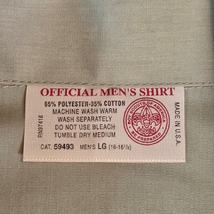 OFFICIAL MEN'S SHIRT
65% POLYESTER-35% COTTON
MACHINE WASH WARM
WASH SEPARATELY
DO NOT USE BLEACH
TUMBLE DRY MEDIUM
CAT. 59493 MEN'S LG (16-16½)
MADE IN U.S.A.